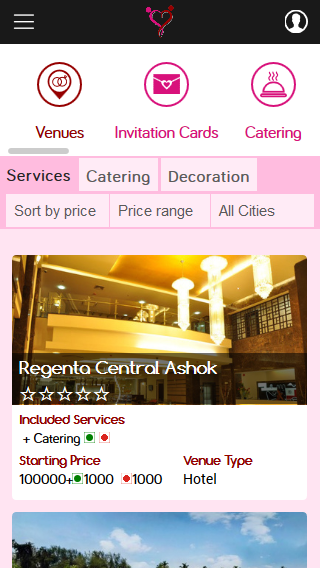 Venues Invitation Cards Catering
Services Catering Decoration
Sort by price Price range All Cities
Regenta Central Ashok
Included Services
+ Catering
Starting Price Venue Type
100000+ 1000 1000 Hotel